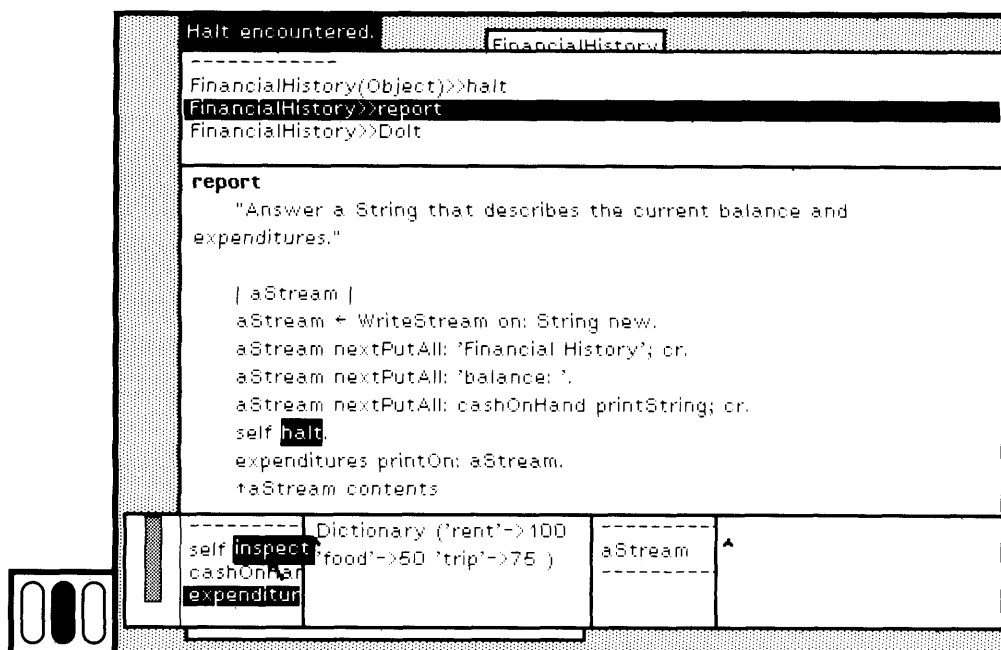 Halt encountered.
FinancialHistory
------------
FinancialHistory(Object)>>halt
FinancialHistory>>report
FinancialHistory>>DoIt
report
"Answer a String that describes the current balance and
expenditures."
| aStream |
aStream ← WriteStream on: String new.
aStream nextPutAll: 'Financial History'; cr.
aStream nextPutAll: 'balance: '.
aStream nextPutAll: cashOnHand printString; cr.
self halt.
expenditures printOn: aStream.
↑aStream contents
----------
self
inspect
cashOnHan
expenditur
Dictionary ('rent'->100
'food'->50 'trip'->75 )
----------
aStream
----------